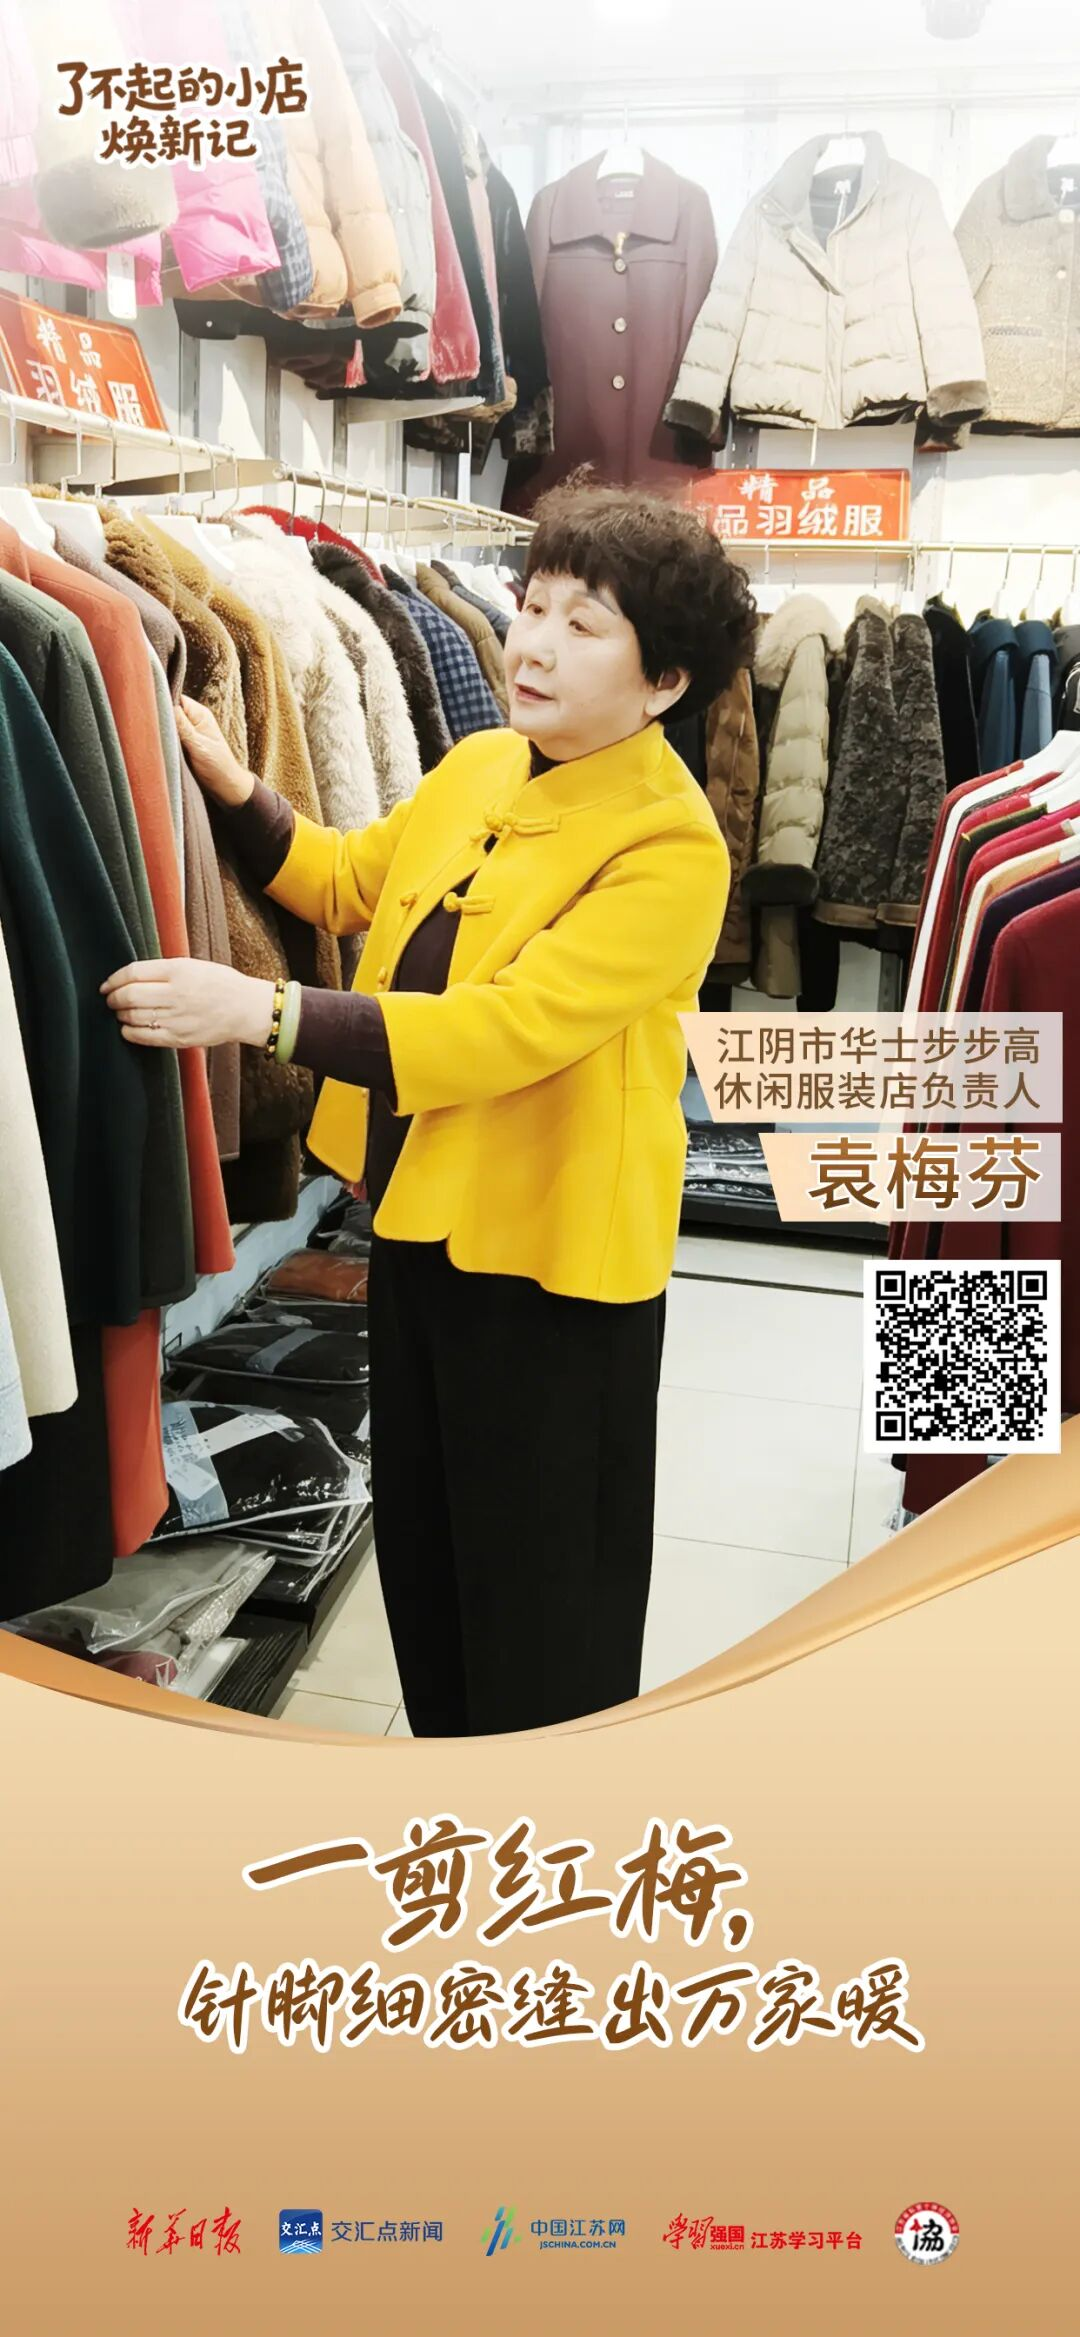 了不起的小店
焕新记
精品
羽绒服
精品
品羽绒服
江阴市华士步步高
休闲服装店负责人
袁梅芬
一剪红梅,
针脚细密缝出万家暖
新华日报
交汇点
交汇点新闻
中国江苏网
JSCHINA.COM.CN
学习强国
xuexi.cn
江苏学习平台
協